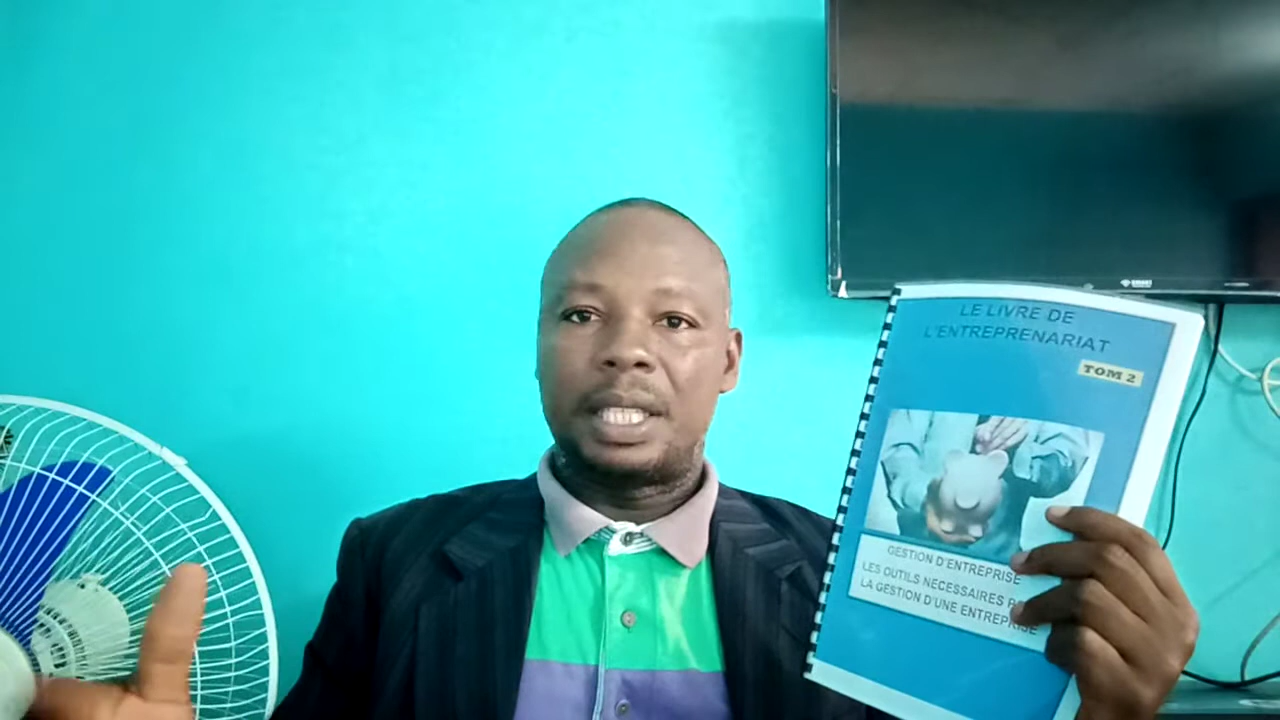 LE LIVRE DE
L'ENTREPRENARIAT
TOM 2
GESTION D'ENTREPRISE
LES OUTILS NECESSAIRES
LA GESTION D'UNE ENTREPRISE